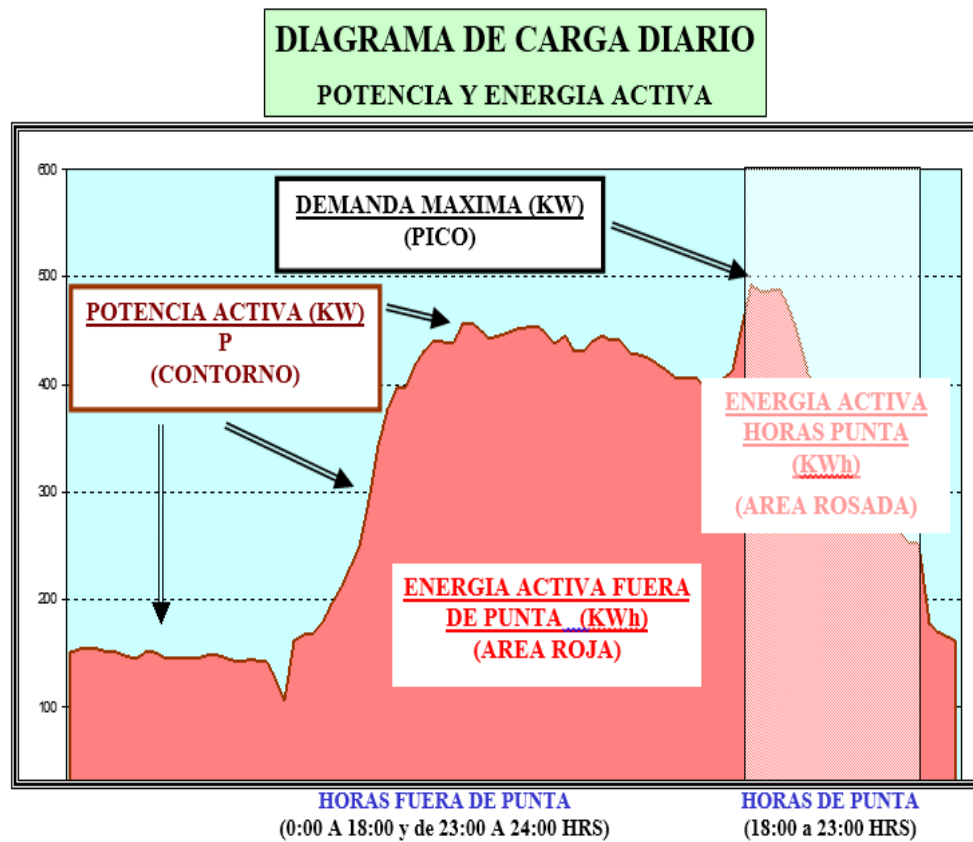 DIAGRAMA DE CARGA DIARIO
POTENCIA Y ENERGIA ACTIVA
600
500
400
300
200
100
DEMANDA MAXIMA (KW)
(PICO)
POTENCIA ACTIVA (KW)
P
(CONTORNO)
ENERGIA ACTIVA
HORAS PUNTA
(KWh)
(AREA ROSADA)
ENERGIA ACTIVA FUERA
DE PUNTA (KWh)
(AREA ROJA)
HORAS FUERA DE PUNTA
(0:00 A 18:00 y de 23:00 A 24:00 HRS)
HORAS DE PUNTA
(18:00 a 23:00 HRS)